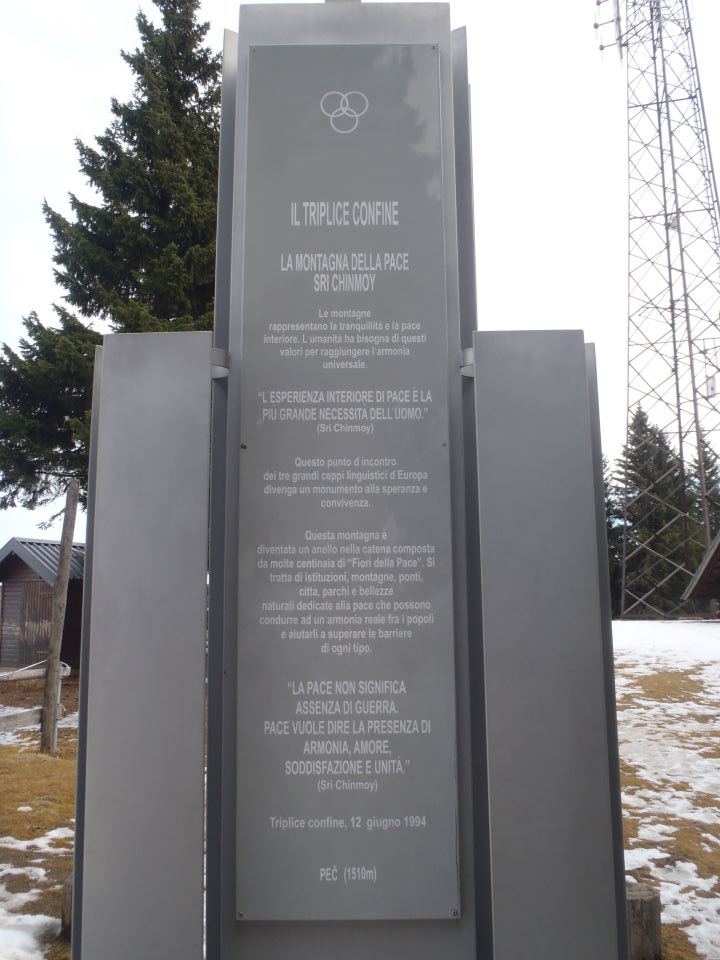 IL TRIPLICE CONFINE
LA MONTAGNA DELLA PACE
SRI CHINMOY
Le montagne
rappresentano la tranquillità e la pace
interiore. L'umanità ha bisogna di questi
valori per raggiungere l'armonia
universale.
"L'ESPERIENZA INTERIORE DI PACE È LA
PIÙ GRANDE NECESSITÀ DELL'UOMO."
(Sri Chinmoy)
Questo punto d'incontro
dei tre grandi ceppi linguistici d'Europa
divenga un monumento alla speranza e
convivenza.
Questa montagna è
diventata un anello nella catena composta
da molte centinaia di "Fiori della Pace". Si
tratta di istituzioni, montagne, ponti,
città, parchi e bellezze
naturali dedicate alla pace che possono
condurre ad un armonia reale fra i popoli
e aiutarli a superare le barriere
di ogni tipo.
"LA PACE NON SIGNIFICA
ASSENZA DI GUERRA.
PACE VUOLE DIRE LA PRESENZA DI
ARMONIA, AMORE,
SODDISFAZIONE E UNITÀ."
(Sri Chinmoy)
Triplice confine, 12 giugno 1994
PEČ (1510m)